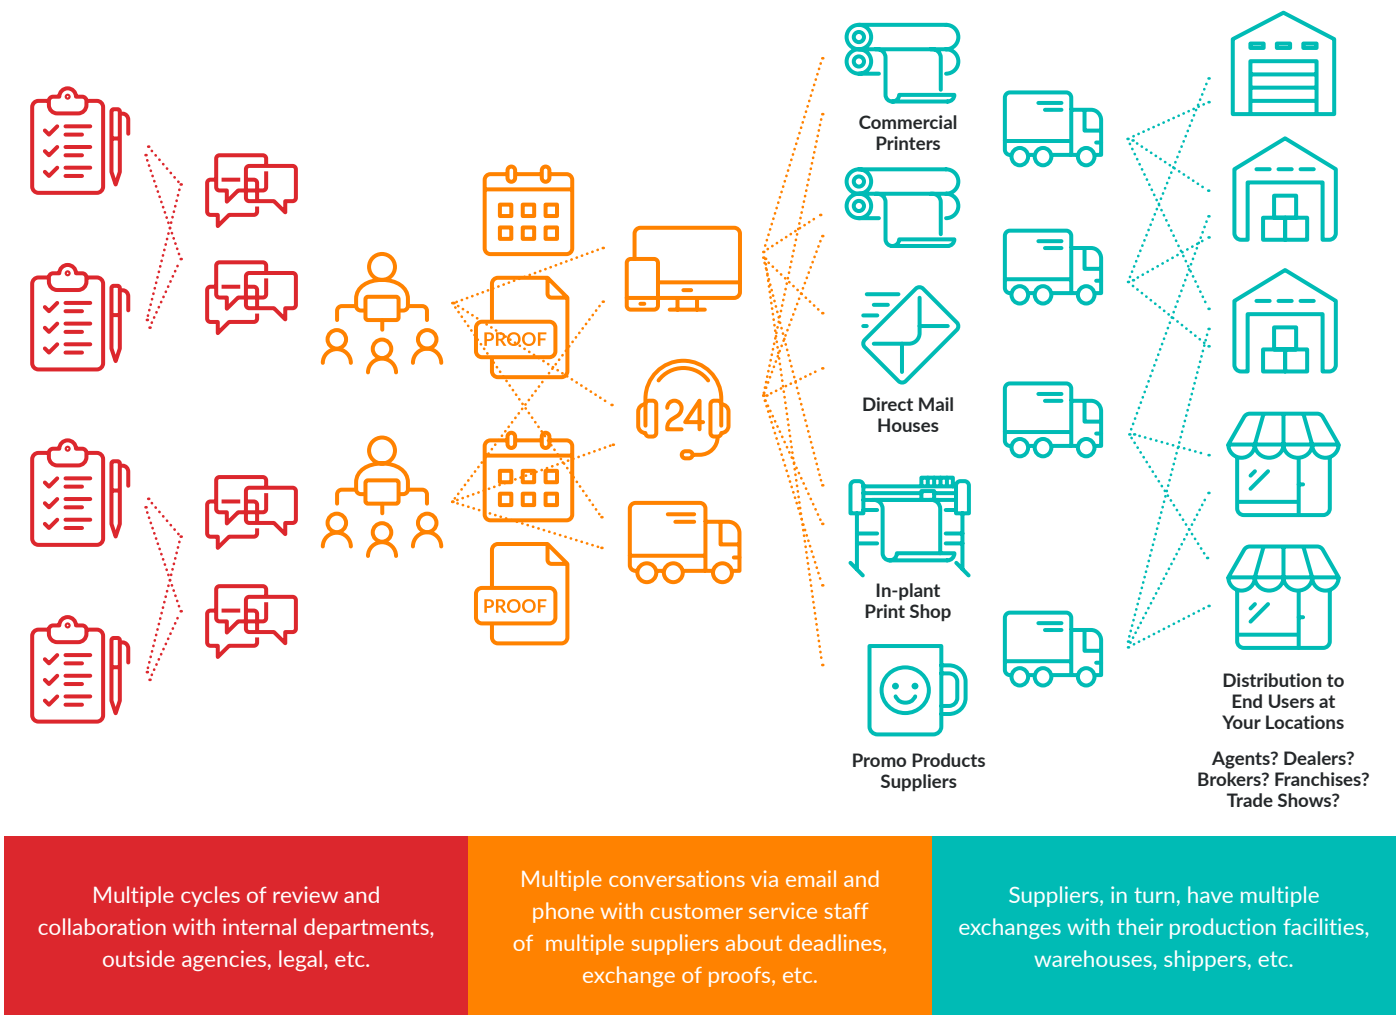 Commercial
Printers
PROOF
24
Direct Mail
Houses
In-plant
Print Shop
PROOF
Promo Products
Suppliers
Distribution to
End Users at
Your Locations
Agents? Dealers?
Brokers? Franchises?
Trade Shows?
Multiple cycles of review and
collaboration with internal departments,
outside agencies, legal, etc.
Multiple conversations via email and
phone with customer service staff
of  multiple suppliers about deadlines,
exchange of proofs, etc.
Suppliers, in turn, have multiple
exchanges with their production facilities,
warehouses, shippers, etc.